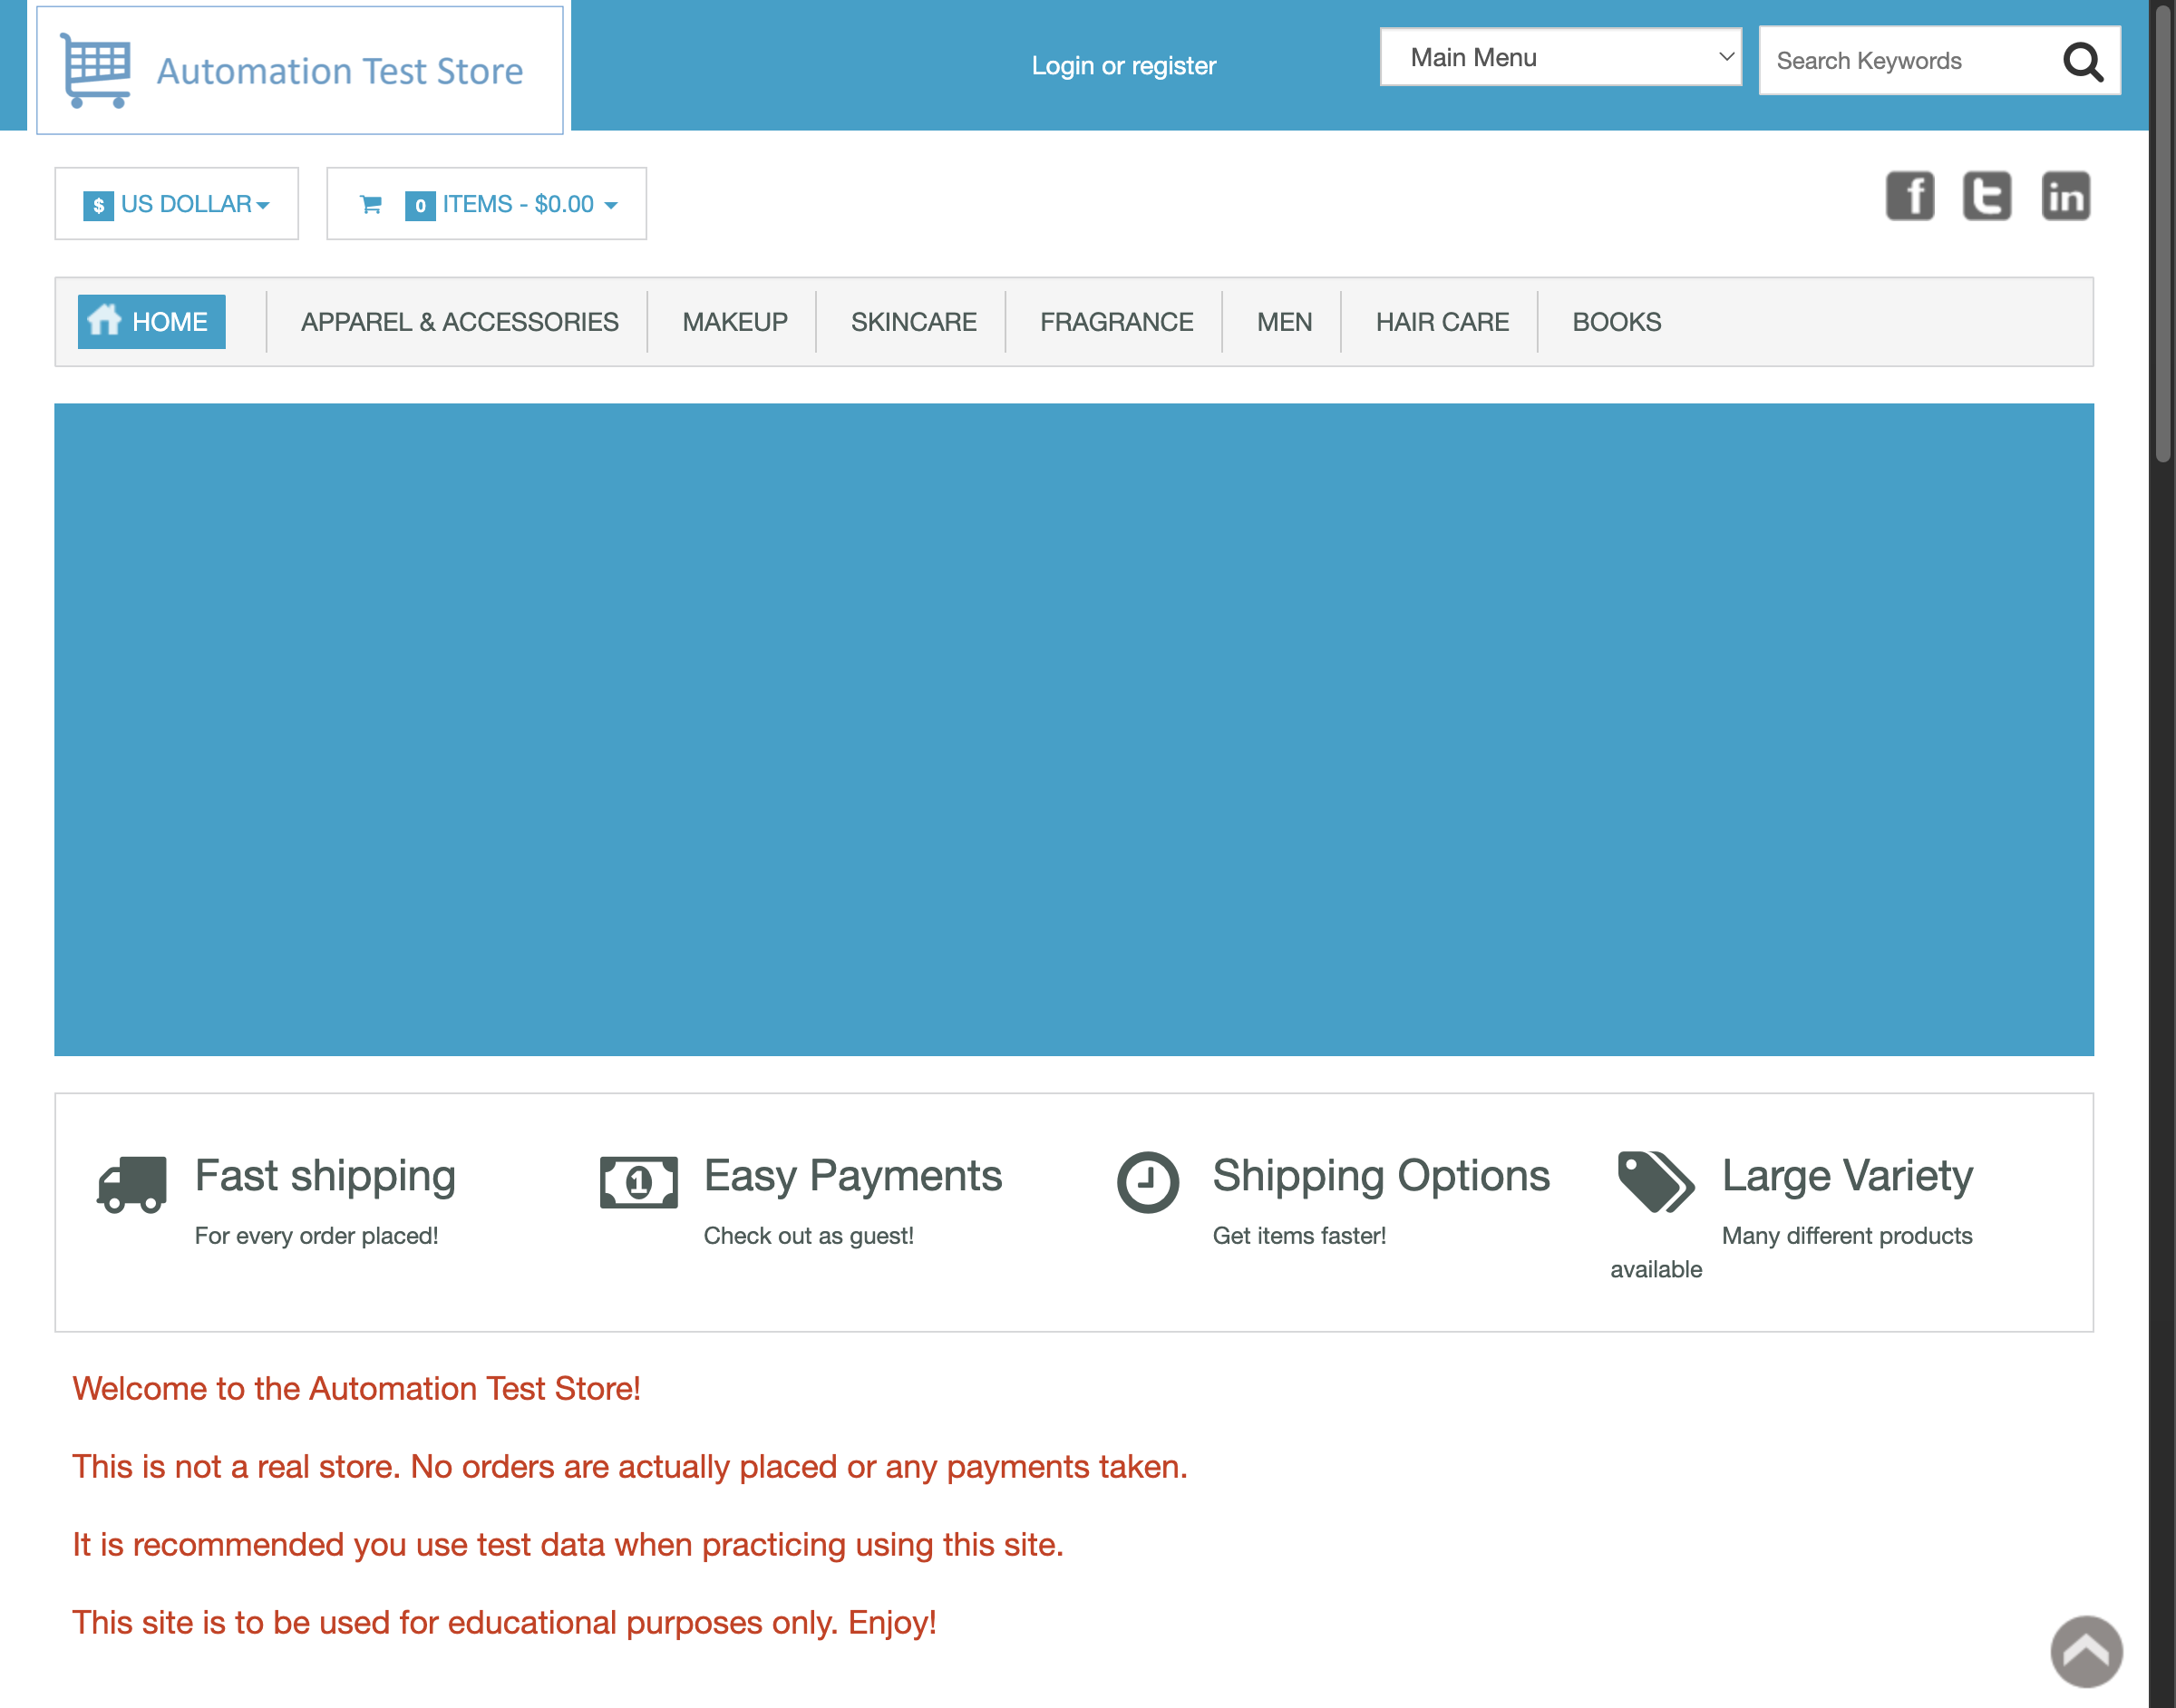 Automation Test Store
Login or register
Main Menu
Search Keywords
$ US DOLLAR
0 ITEMS - $0.00
HOME
APPAREL & ACCESSORIES
MAKEUP
SKINCARE
FRAGRANCE
MEN
HAIR CARE
BOOKS
Fast shipping
For every order placed!
Easy Payments
Check out as guest!
Shipping Options
Get items faster!
Large Variety
Many different products
available
Welcome to the Automation Test Store!
This is not a real store. No orders are actually placed or any payments taken.
It is recommended you use test data when practicing using this site.
This site is to be used for educational purposes only. Enjoy!